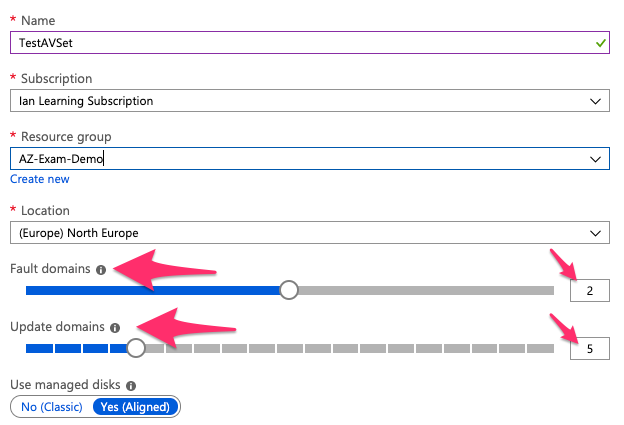 * Name
TestAVSet
* Subscription
Ian Learning Subscription
* Resource group
AZ-Exam-Demo
Create new
* Location
(Europe) North Europe
Fault domains
2
Update domains
5
Use managed disks
No (Classic) Yes (Aligned)